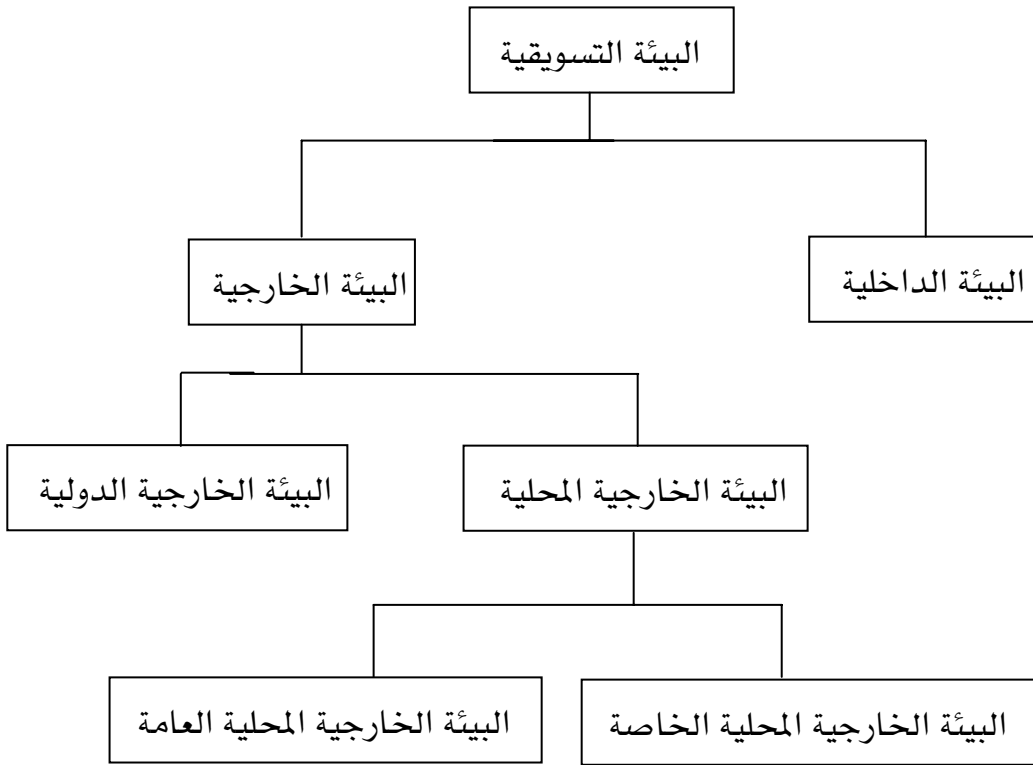 البيئة التسويقية
البيئة الداخلية
البيئة الخارجية
البيئة الخارجية المحلية
البيئة الخارجية الدولية
البيئة الخارجية المحلية الخاصة
البيئة الخارجية المحلية العامة